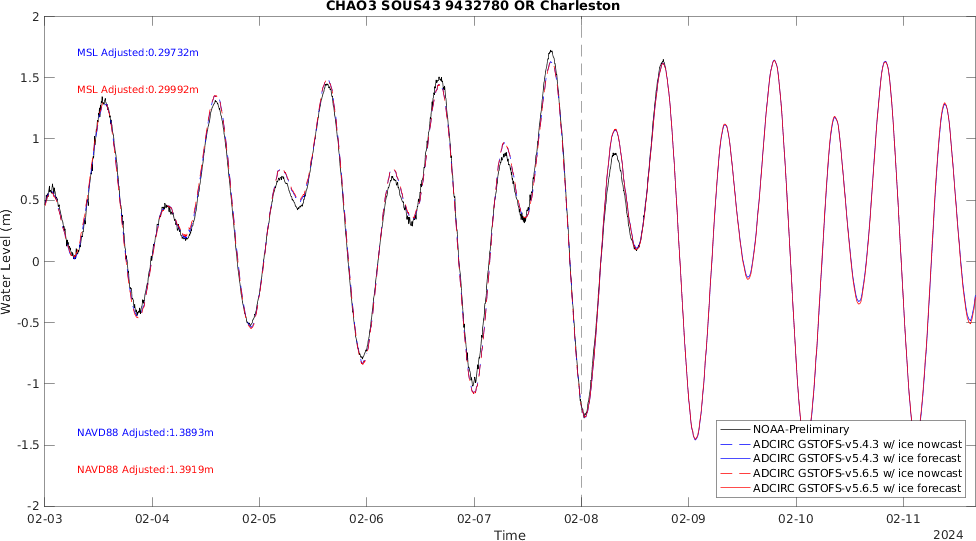 CHAO3 SOUS43 9432780 OR Charleston
2
1.5
1
0.5
0
-0.5
-1
-1.5
-2
Water Level (m)
MSL Adjusted:0.29732m
MSL Adjusted:0.29992m
NAVD88 Adjusted:1.3893m
NAVD88 Adjusted:1.3919m
NOAA-Preliminary
ADCIRC GSTOFS-v5.4.3 w/ ice nowcast
ADCIRC GSTOFS-v5.4.3 w/ ice forecast
ADCIRC GSTOFS-v5.6.5 w/ ice nowcast
ADCIRC GSTOFS-v5.6.5 w/ ice forecast
02-03 02-04 02-05 02-06 02-07 02-08 02-09 02-10 02-11
Time
2024